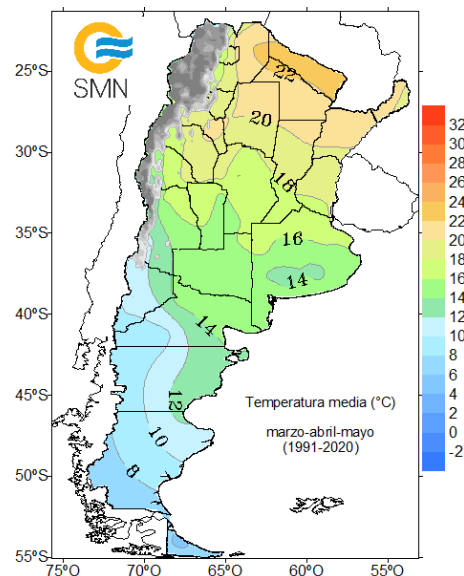 SMN
25°S
30°S
35°S
40°S
45°S
50°S
55°S
75°O
70°O
65°O
60°O
55°O
22
20
18
16
14
14
12
10
8
32
30
28
26
24
22
20
18
16
14
12
10
8
6
4
2
0
-2
Temperatura media (°C)
marzo-abril-mayo
(1991-2020)